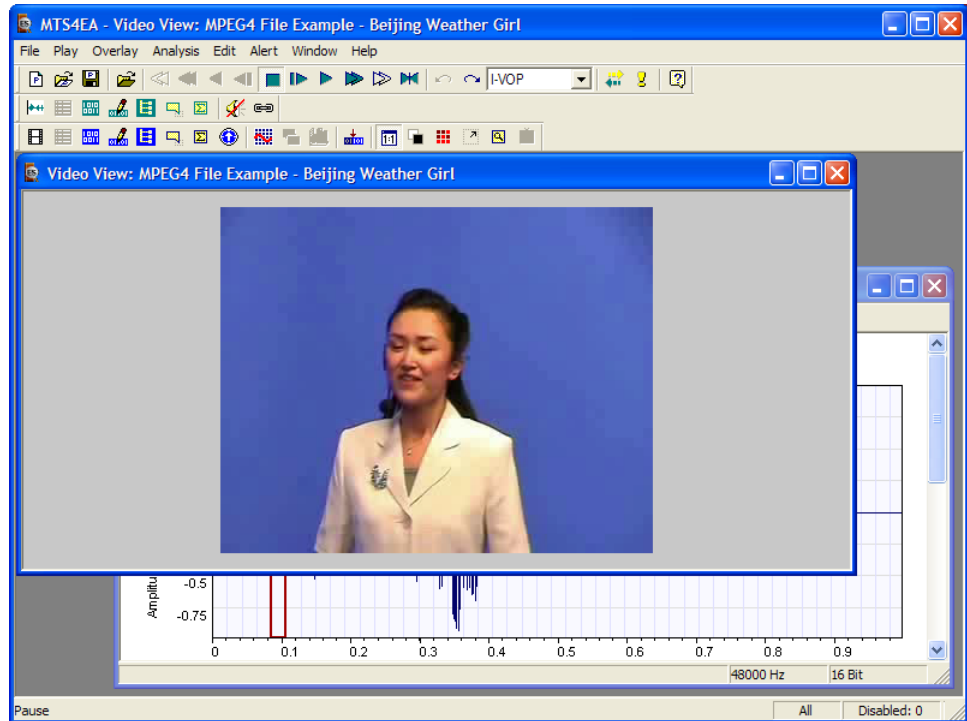 MTS4EA - Video View: MPEG4 File Example - Beijing Weather Girl
File Play Overlay Analysis Edit Alert Window Help
I-VOP
Video View: MPEG4 File Example - Beijing Weather Girl
1:1
-0.5
-0.75
0 0.1 0.2 0.3 0.4 0.5 0.6 0.7 0.8 0.9
48000 Hz 16 Bit
Pause All Disabled: 0